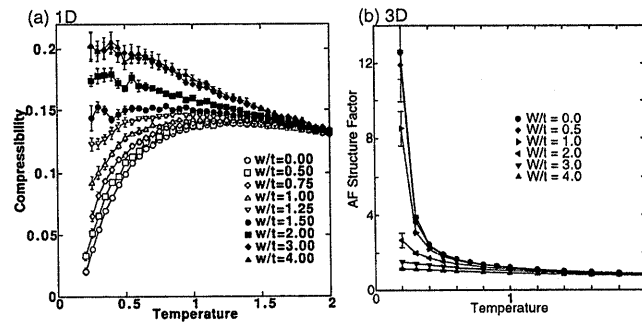 (a) 1D
0.2
0.15
0.1
0.05
0
Compressibility
0 0.5 1 1.5 2
Temperature
w/t=0.00
w/t=0.50
w/t=0.75
w/t=1.00
w/t=1.25
w/t=1.50
w/t=2.00
w/t=3.00
w/t=4.00
(b) 3D
12
8
4
0
AF Structure Factor
0 1
Temperature
W/t = 0.0
W/t = 0.5
W/t = 1.0
W/t = 2.0
W/t = 3.0
W/t = 4.0